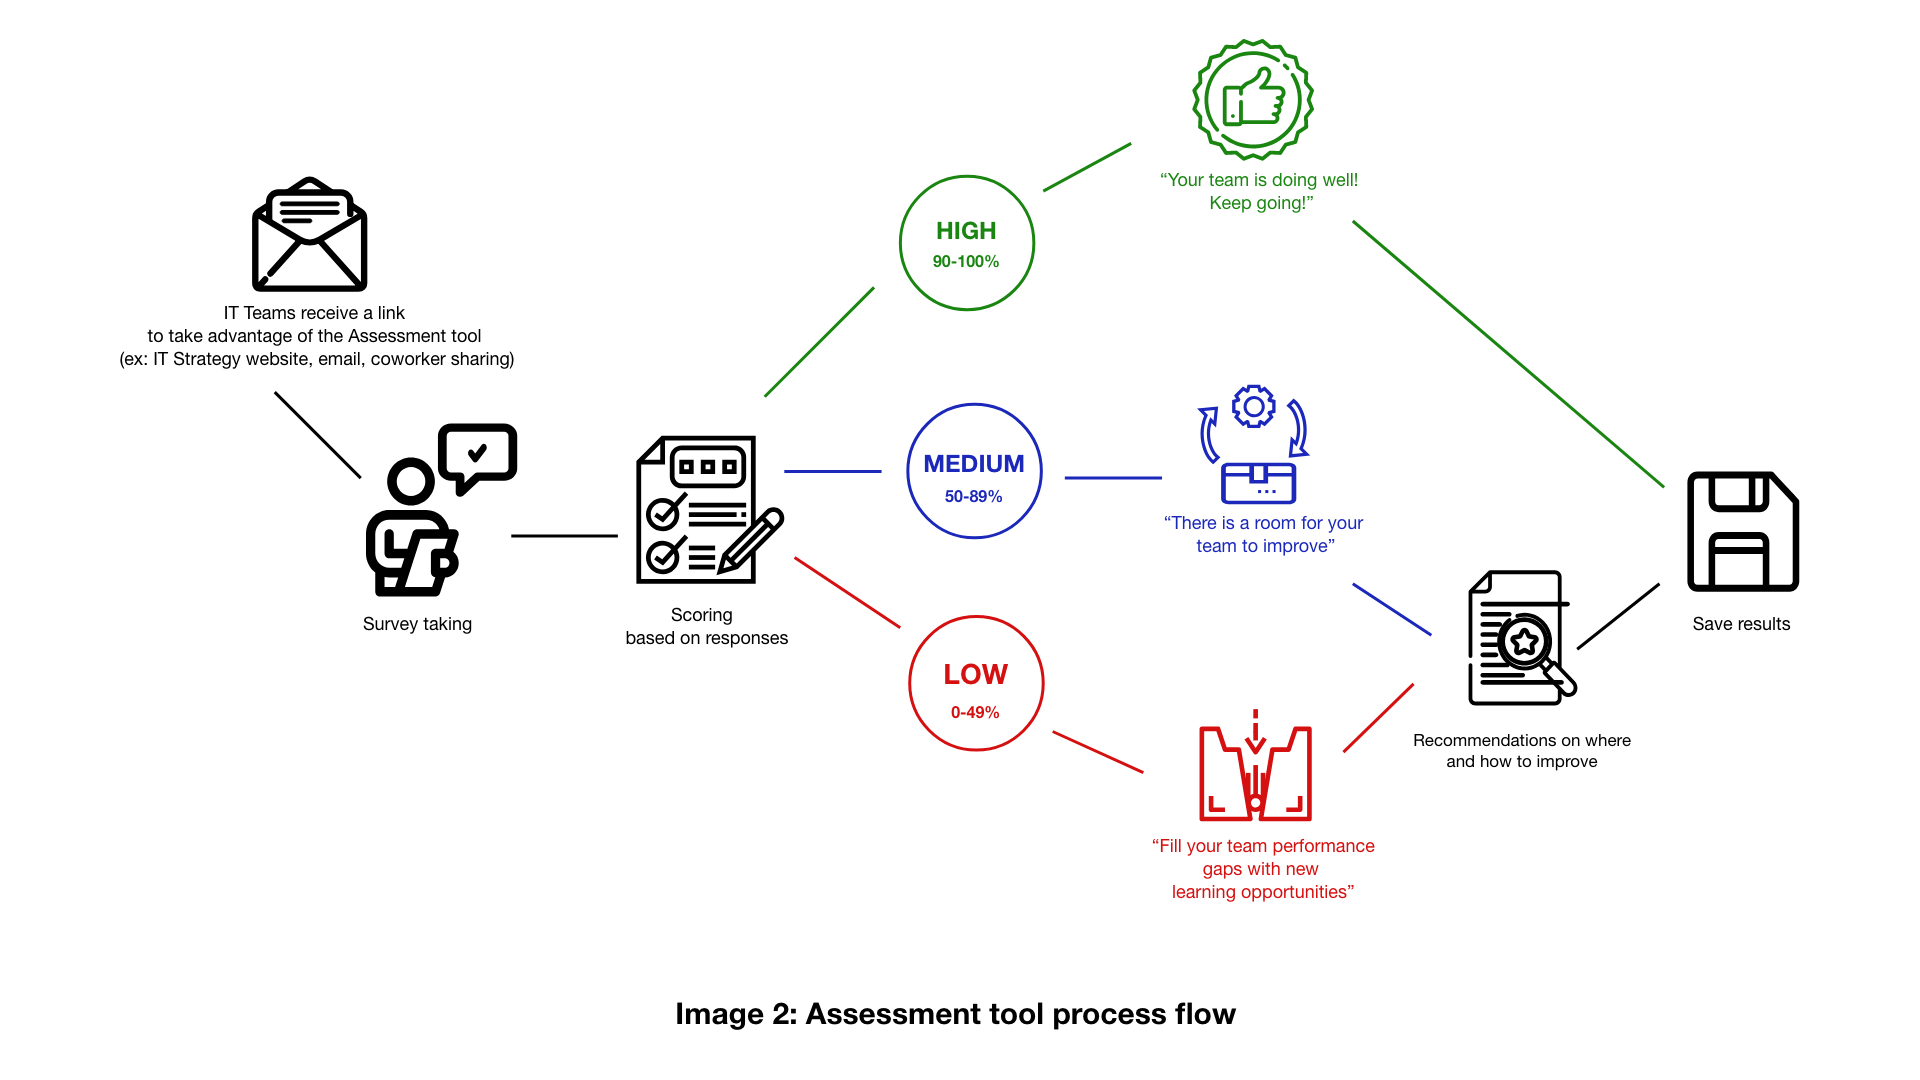 IT Teams receive a link
to take advantage of the Assessment tool
(ex: IT Strategy website, email, coworker sharing)
Survey taking
Scoring
based on responses
HIGH
90-100%
“Your team is doing well!
Keep going!”
MEDIUM
50-89%
“There is a room for your
team to improve”
LOW
0-49%
“Fill your team performance
gaps with new
learning opportunities”
Recommendations on where
and how to improve
Save results
Image 2: Assessment tool process flow